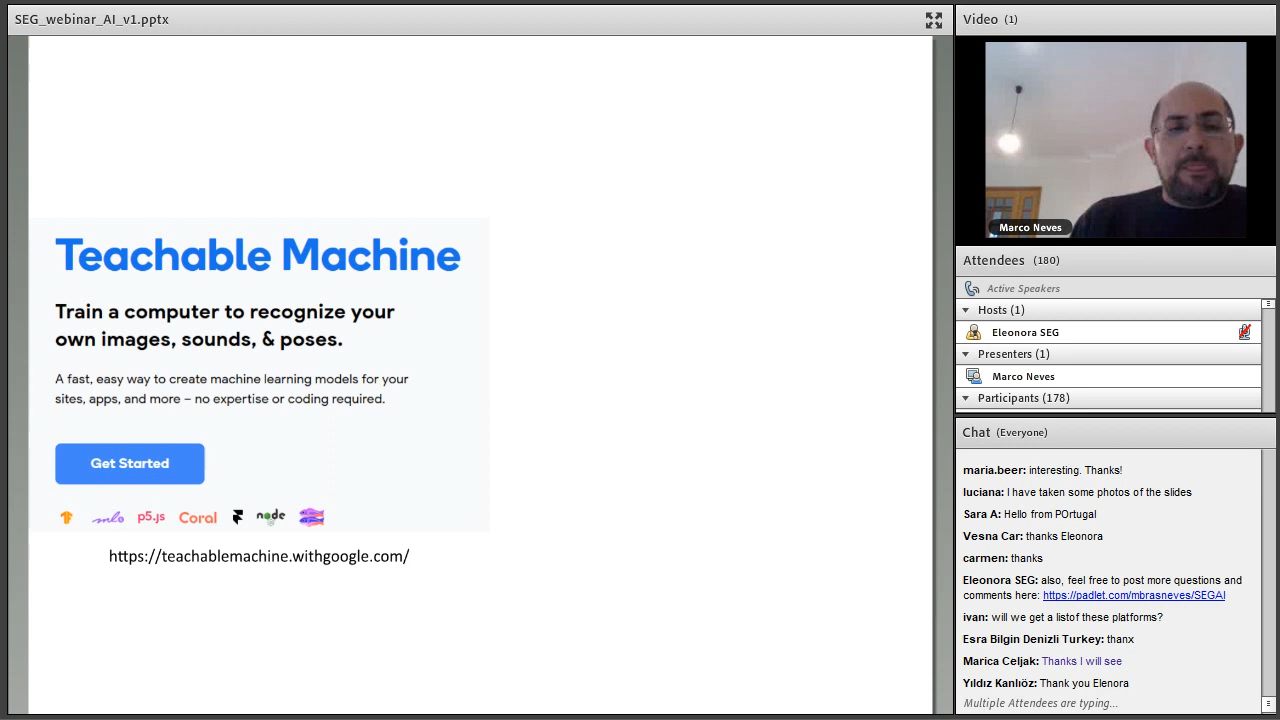 SEG_webinar_AI_v1.pptx
Teachable Machine
Train a computer to recognize your
own images, sounds, & poses.
A fast, easy way to create machine learning models for your
sites, apps, and more – no expertise or coding required.
Get Started
mlo p5.js Coral node
https://teachablemachine.withgoogle.com/
Video (1)
Marco Neves
Attendees (180)
Active Speakers
Hosts (1)
Eleonora SEG
Presenters (1)
Marco Neves
Participants (178)
Chat (Everyone)
maria.beer: interesting. Thanks!
luciana: I have taken some photos of the slides
Sara A: Hello from POrtugal
Vesna Car: thanks Eleonora
carmen: thanks
Eleonora SEG: also, feel free to post more questions and
comments here: https://padlet.com/mbrasneves/SEGAI
ivan: will we get a listof these platforms?
Esra Bilgin Denizli Turkey: thanx
Marica Celjak: Thanks I will see
Yıldız Kanlıöz: Thank you Elenora
Multiple Attendees are typing...